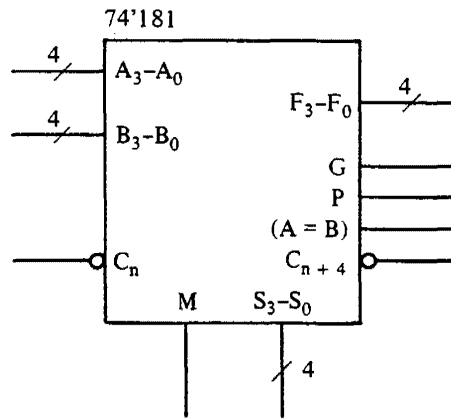 74'181
4
A₃–A₀
4
F₃–F₀
4
B₃–B₀
G
P
(A = B)
Cₙ
Cₙ ₊ ₄
M
S₃–S₀
4